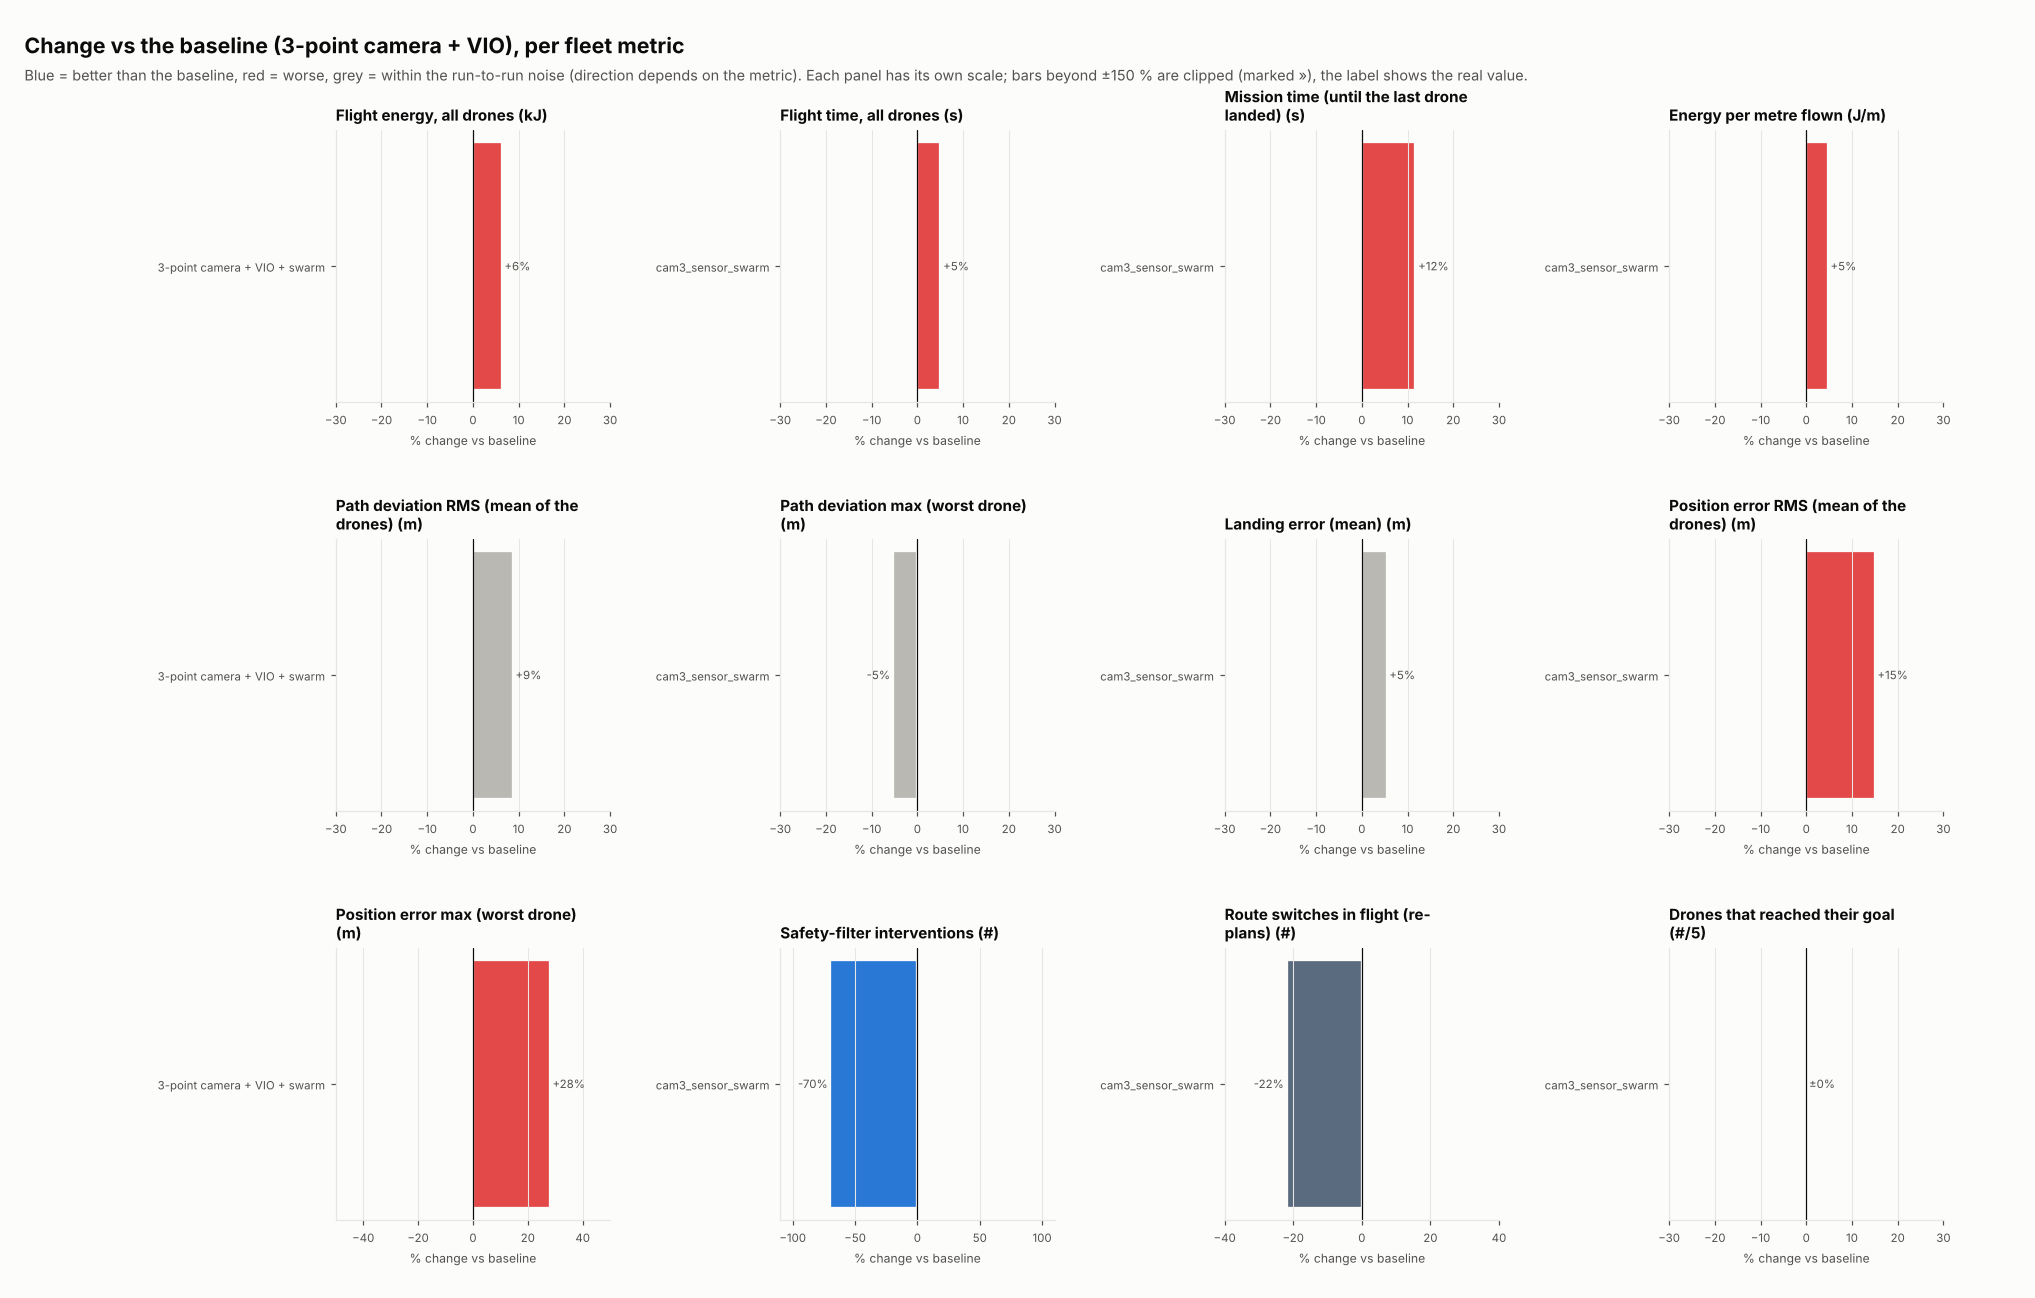 Change vs the baseline (3-point camera + VIO), per fleet metric
Blue = better than the baseline, red = worse, grey = within the run-to-run noise (direction depends on the metric). Each panel has its own scale; bars beyond ±150 % are clipped (marked »), the label shows the real value.
Flight energy, all drones (kJ)
3-point camera + VIO + swarm
+6%
−30 −20 −10 0 10 20 30
% change vs baseline
Flight time, all drones (s)
cam3_sensor_swarm
+5%
−30 −20 −10 0 10 20 30
% change vs baseline
Mission time (until the last drone
landed) (s)
cam3_sensor_swarm
+12%
−30 −20 −10 0 10 20 30
% change vs baseline
Energy per metre flown (J/m)
cam3_sensor_swarm
+5%
−30 −20 −10 0 10 20 30
% change vs baseline
Path deviation RMS (mean of the
drones) (m)
3-point camera + VIO + swarm
+9%
−30 −20 −10 0 10 20 30
% change vs baseline
Path deviation max (worst drone)
(m)
cam3_sensor_swarm
-5%
−30 −20 −10 0 10 20 30
% change vs baseline
Landing error (mean) (m)
cam3_sensor_swarm
+5%
−30 −20 −10 0 10 20 30
% change vs baseline
Position error RMS (mean of the
drones) (m)
cam3_sensor_swarm
+15%
−30 −20 −10 0 10 20 30
% change vs baseline
Position error max (worst drone)
(m)
3-point camera + VIO + swarm
+28%
−40 −20 0 20 40
% change vs baseline
Safety-filter interventions (#)
cam3_sensor_swarm
-70%
−100 −50 0 50 100
% change vs baseline
Route switches in flight (re-
plans) (#)
cam3_sensor_swarm
-22%
−40 −20 0 20 40
% change vs baseline
Drones that reached their goal
(#/5)
cam3_sensor_swarm
±0%
−30 −20 −10 0 10 20 30
% change vs baseline